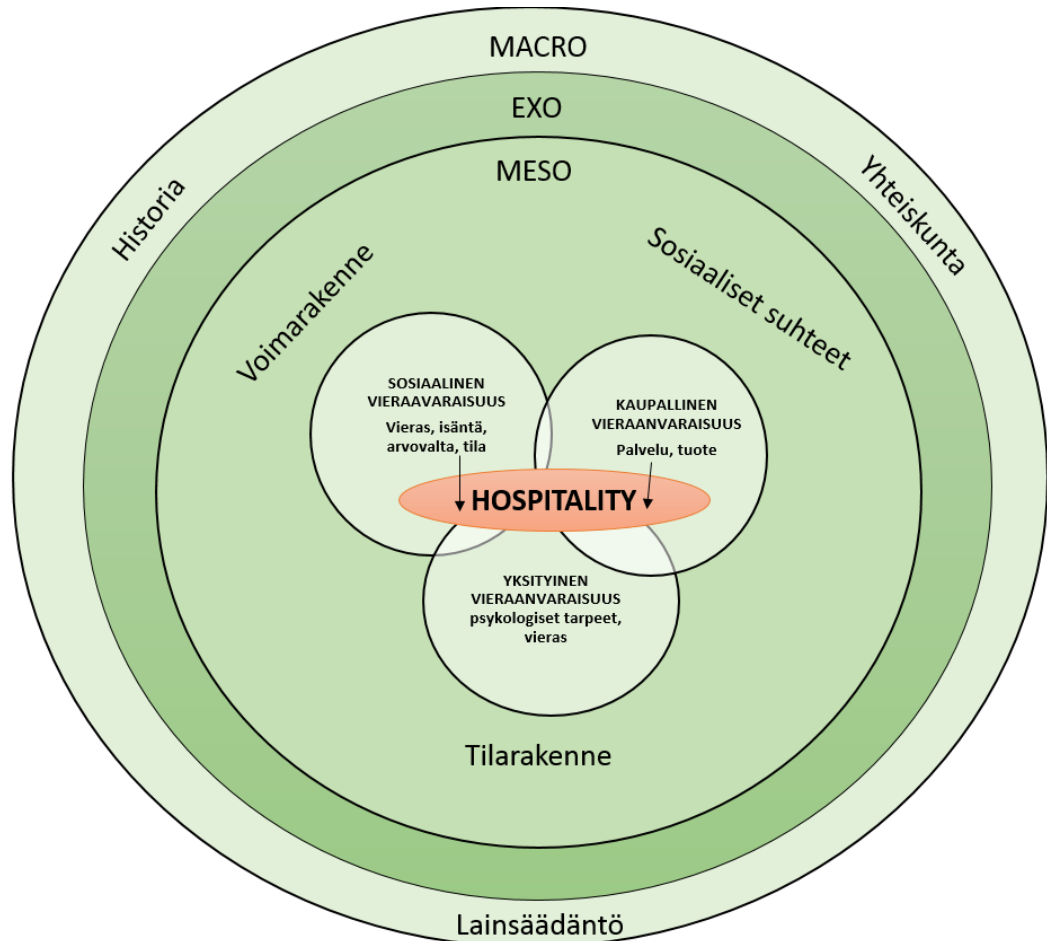 MACRO
EXO
MESO
Historia
Yhteiskunta
Voimarakenne
Sosiaaliset suhteet
SOSIAALINEN
VIERAAVARAISUUS
Vieras, isäntä,
arvovalta, tila
KAUPALLINEN
VIERAANVARAISUUS
Palvelu, tuote
HOSPITALITY
YKSITYINEN
VIERAANVARAISUUS
psykologiset tarpeet,
vieras
Tilarakenne
Lainsäädäntö